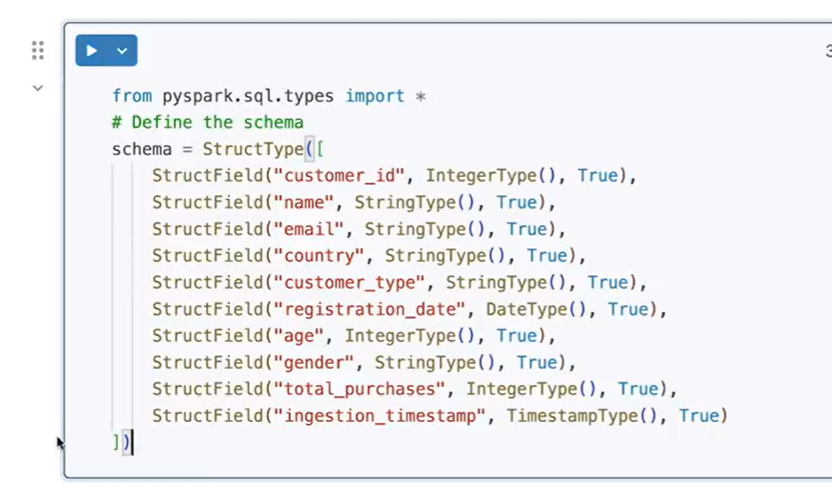 from pyspark.sql.types import *
# Define the schema
schema = StructType([
    StructField("customer_id", IntegerType(), True),
    StructField("name", StringType(), True),
    StructField("email", StringType(), True),
    StructField("country", StringType(), True),
    StructField("customer_type", StringType(), True),
    StructField("registration_date", DateType(), True),
    StructField("age", IntegerType(), True),
    StructField("gender", StringType(), True),
    StructField("total_purchases", IntegerType(), True),
    StructField("ingestion_timestamp", TimestampType(), True)
])